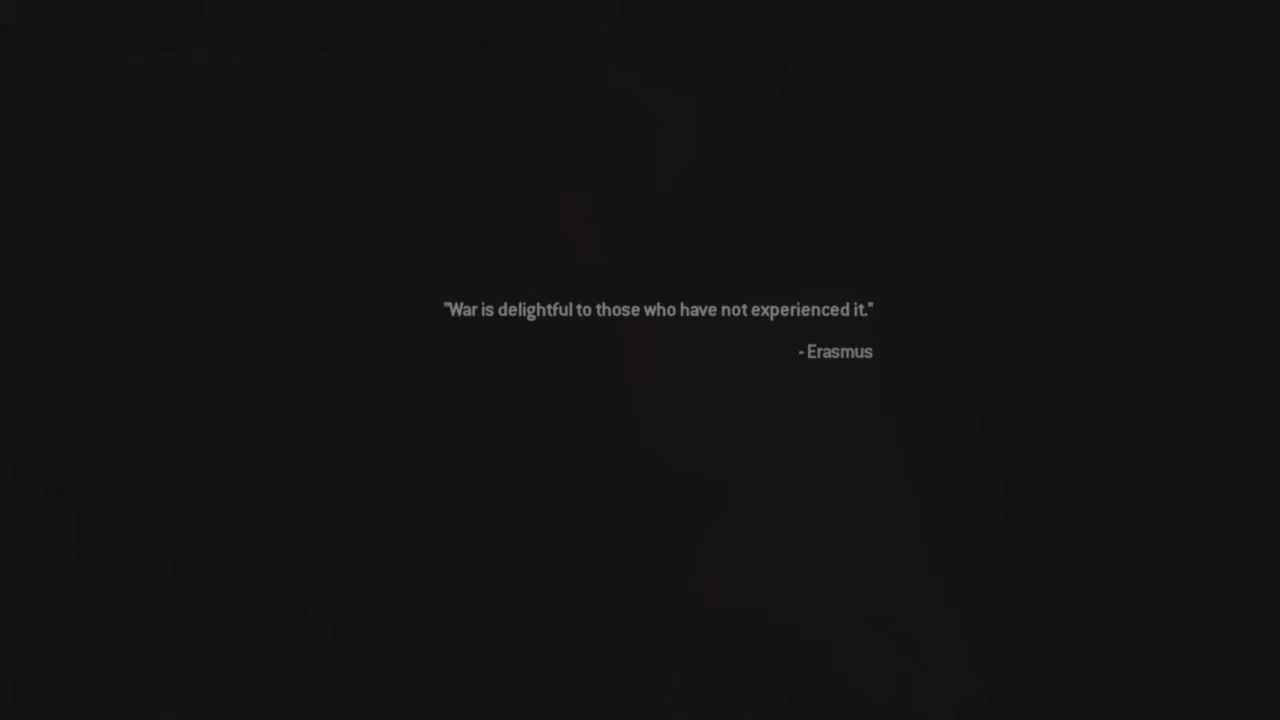 "War is delightful to those who have not experienced it."
- Erasmus